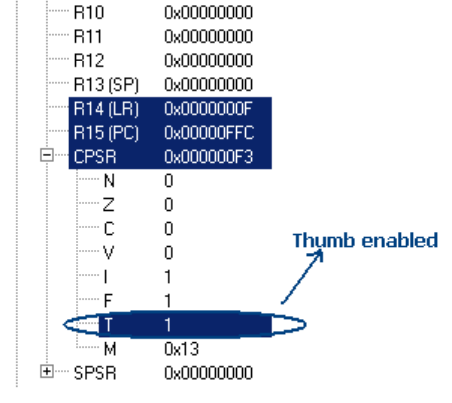 R10 0x00000000
R11 0x00000000
R12 0x00000000
R13 (SP) 0x00000000
R14 (LR) 0x0000000F
R15 (PC) 0x00000FFC
CPSR 0x000000F3
N 0
Z 0
C 0
V 0
Thumb enabled
I 1
F 1
T 1
M 0x13
SPSR 0x00000000